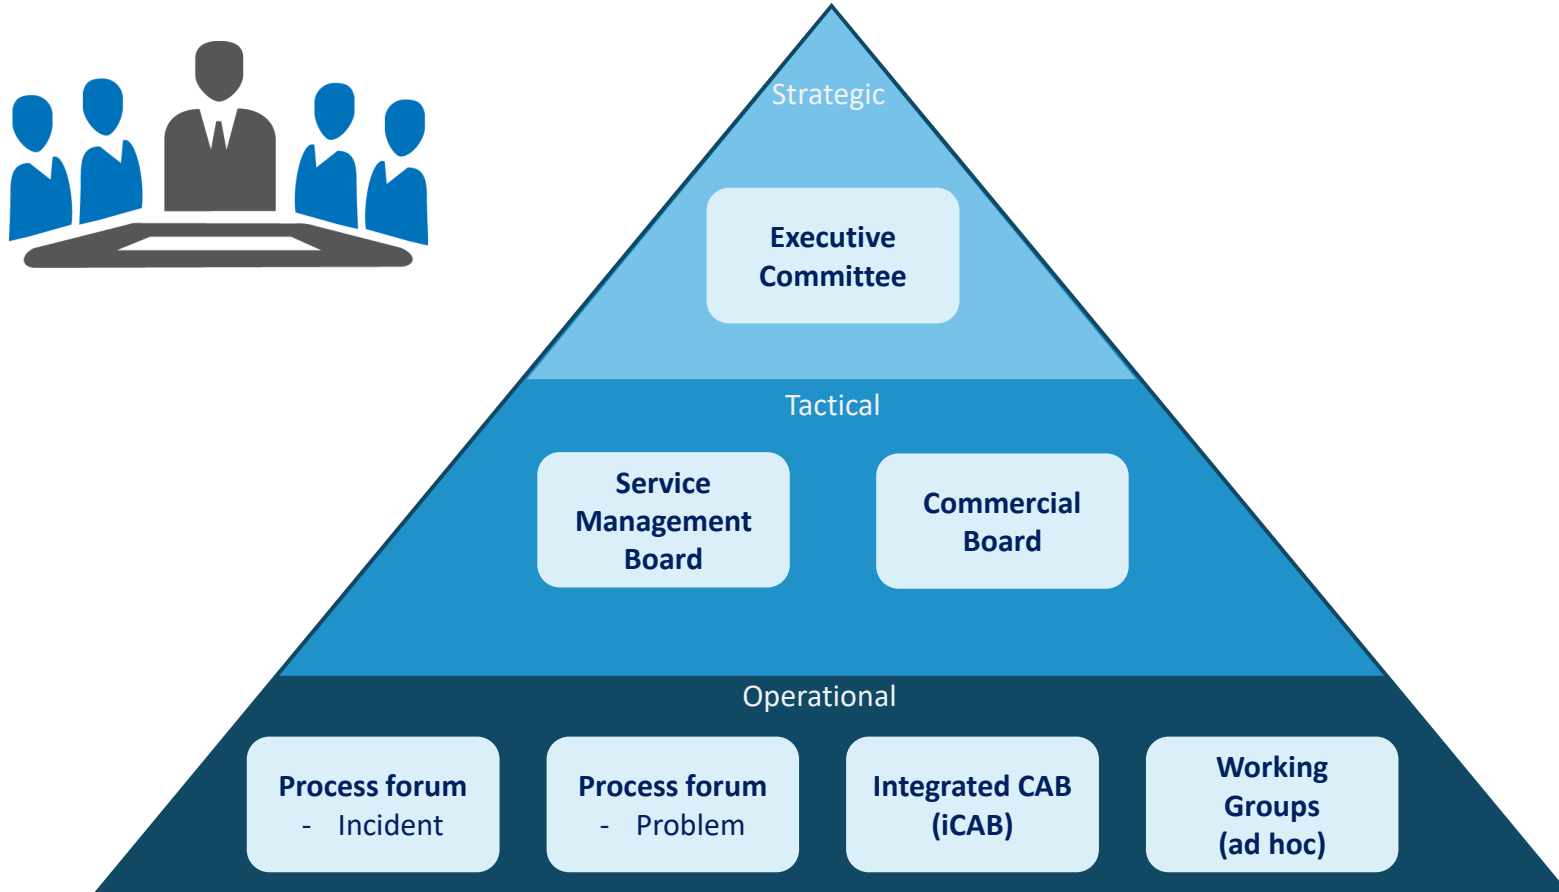 Strategic
Executive
Committee
Tactical
Service
Management
Board
Commercial
Board
Operational
Process forum
- Incident
Process forum
- Problem
Integrated CAB
(iCAB)
Working
Groups
(ad hoc)